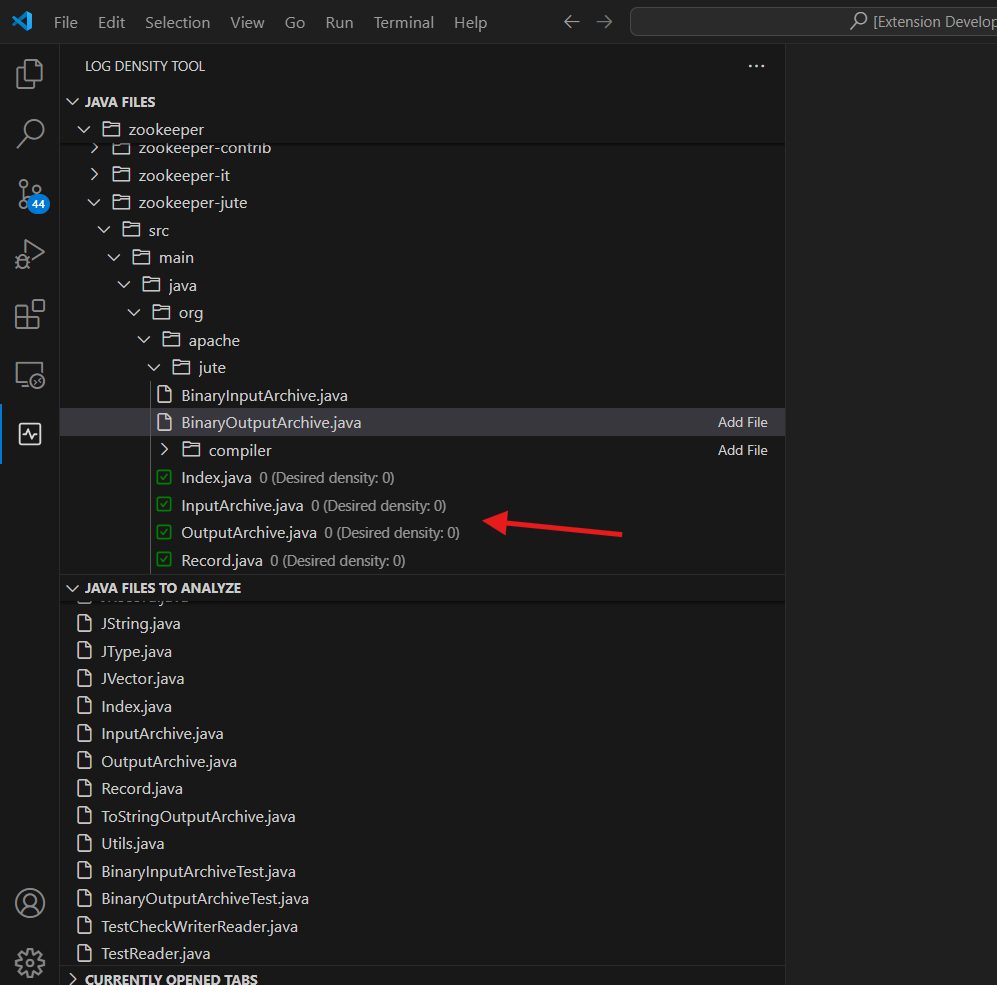 File Edit Selection View Go Run Terminal Help [Extension Develop
LOG DENSITY TOOL
JAVA FILES
zookeeper
zookeeper-contrib
zookeeper-it
44
zookeeper-jute
src
main
java
org
apache
jute
BinaryInputArchive.java
BinaryOutputArchive.java Add File
compiler Add File
Index.java 0 (Desired density: 0)
InputArchive.java 0 (Desired density: 0)
OutputArchive.java 0 (Desired density: 0)
Record.java 0 (Desired density: 0)
JAVA FILES TO ANALYZE
JString.java
JType.java
JVector.java
Index.java
InputArchive.java
OutputArchive.java
Record.java
ToStringOutputArchive.java
Utils.java
BinaryInputArchiveTest.java
BinaryOutputArchiveTest.java
TestCheckWriterReader.java
TestReader.java
CURRENTLY OPENED TABS